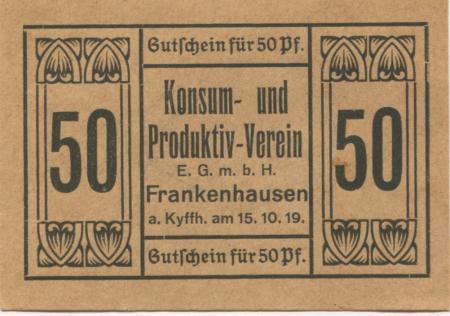 Gutschein für 50 Pf.
50
Konsum- und
Produktiv-Verein
E. G. m. b. H.
Frankenhausen
a. Kyffh. am 15. 10. 19.
50
Gutschein für 50 Pf.